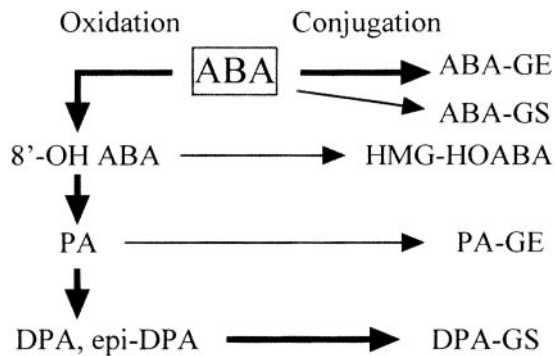 Oxidation Conjugation
ABA ABA-GE
ABA-GS
8'-OH ABA HMG-HOABA
PA PA-GE
DPA, epi-DPA DPA-GS